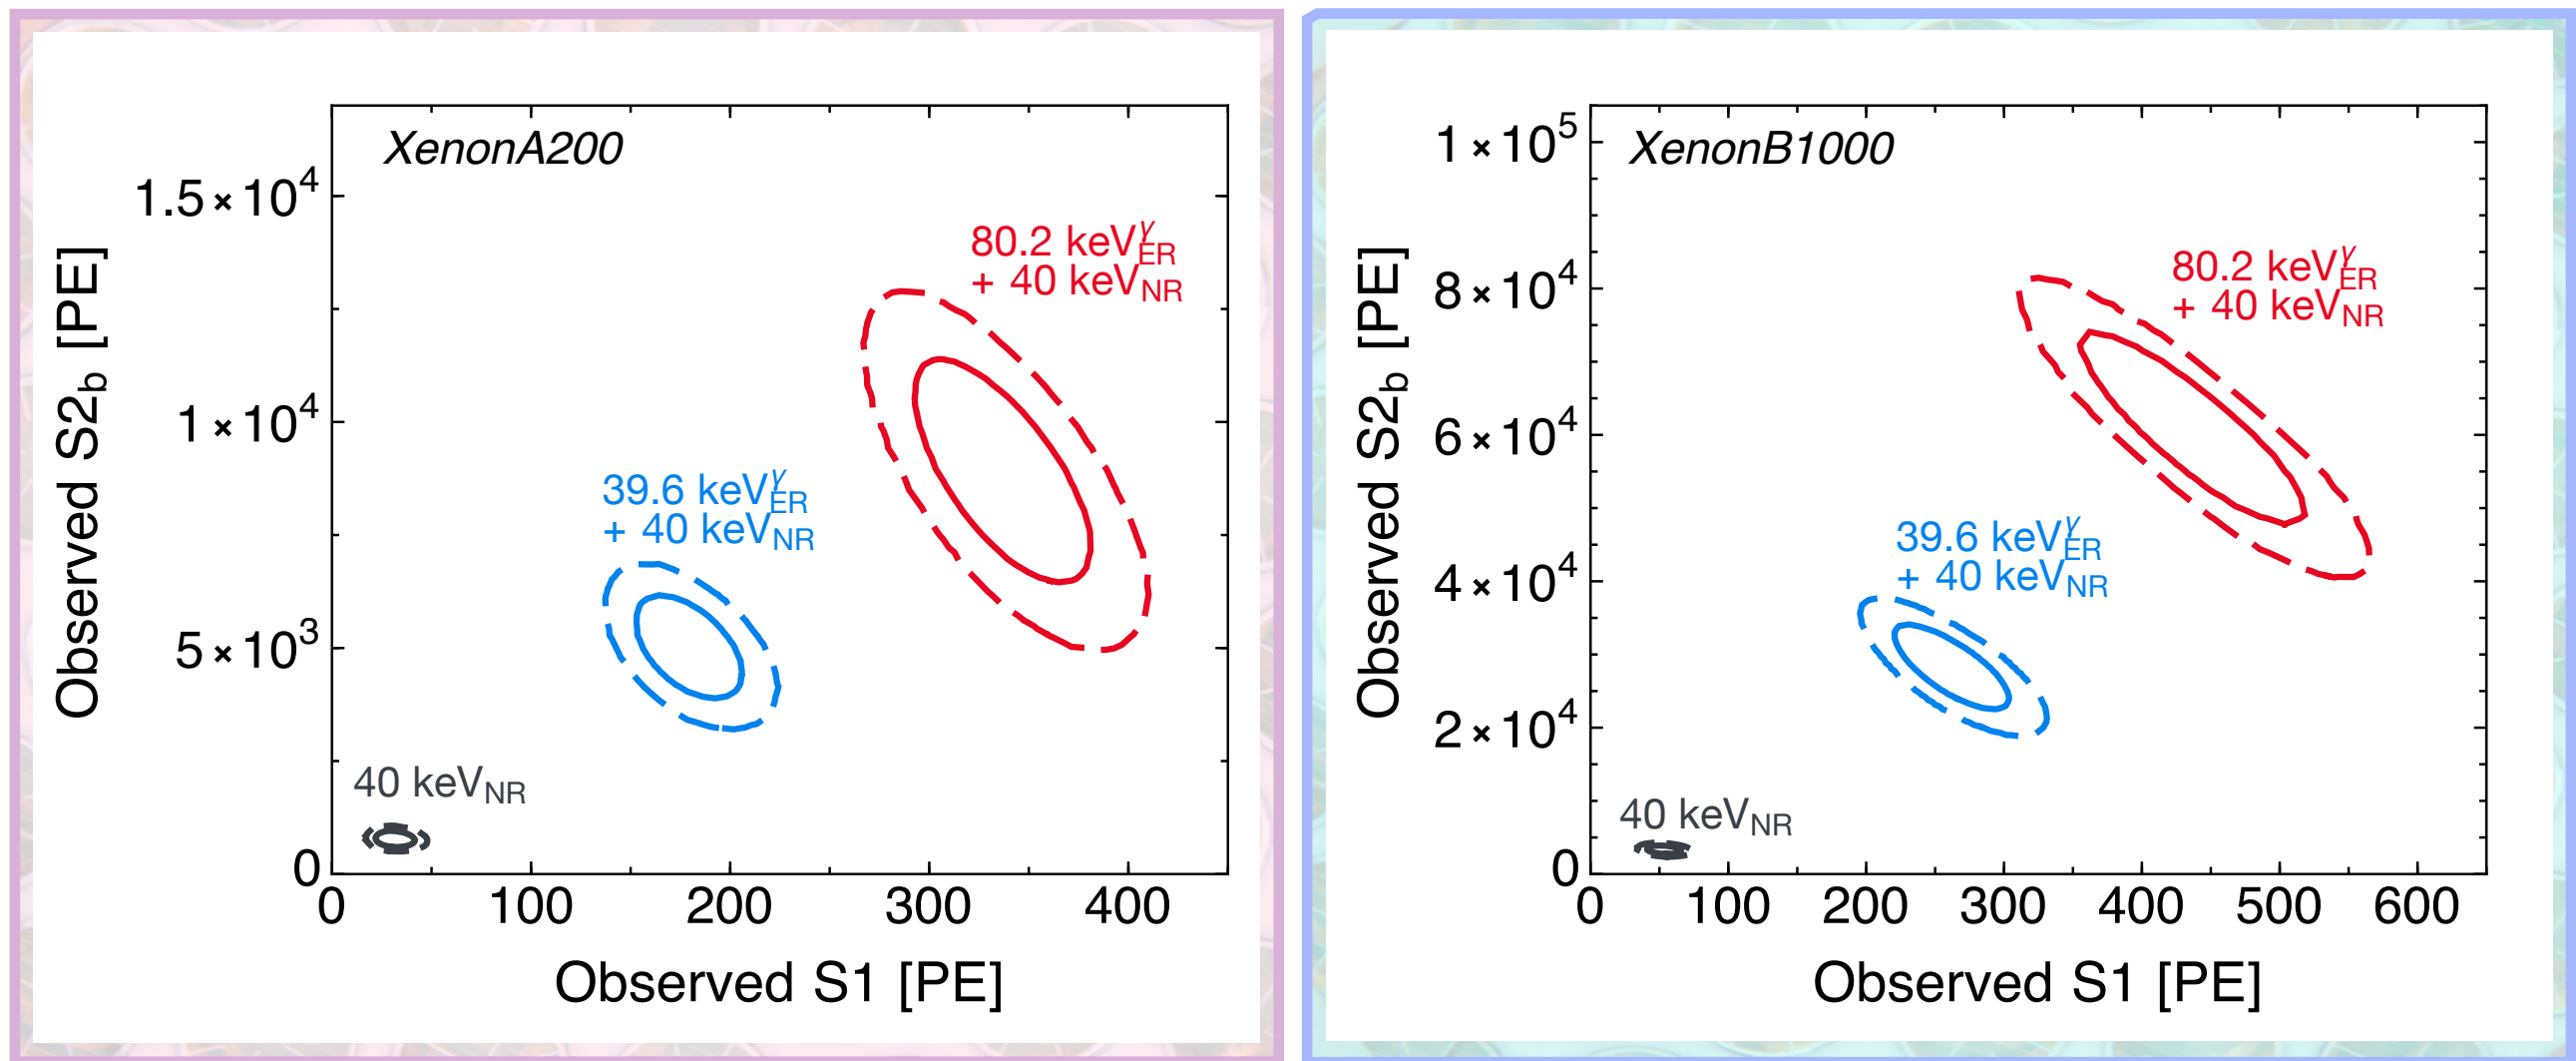 XenonA200
1.5×10⁴
80.2 keVᵧER
+ 40 keVNR
Observed S2b [PE]
1×10⁴
39.6 keVᵧER
+ 40 keVNR
5×10³
40 keVNR
0
0 100 200 300 400
Observed S1 [PE]
XenonB1000
1×10⁵
80.2 keVᵧER
+ 40 keVNR
8×10⁴
Observed S2b [PE]
6×10⁴
39.6 keVᵧER
+ 40 keVNR
4×10⁴
2×10⁴
40 keVNR
0
0 100 200 300 400 500 600
Observed S1 [PE]